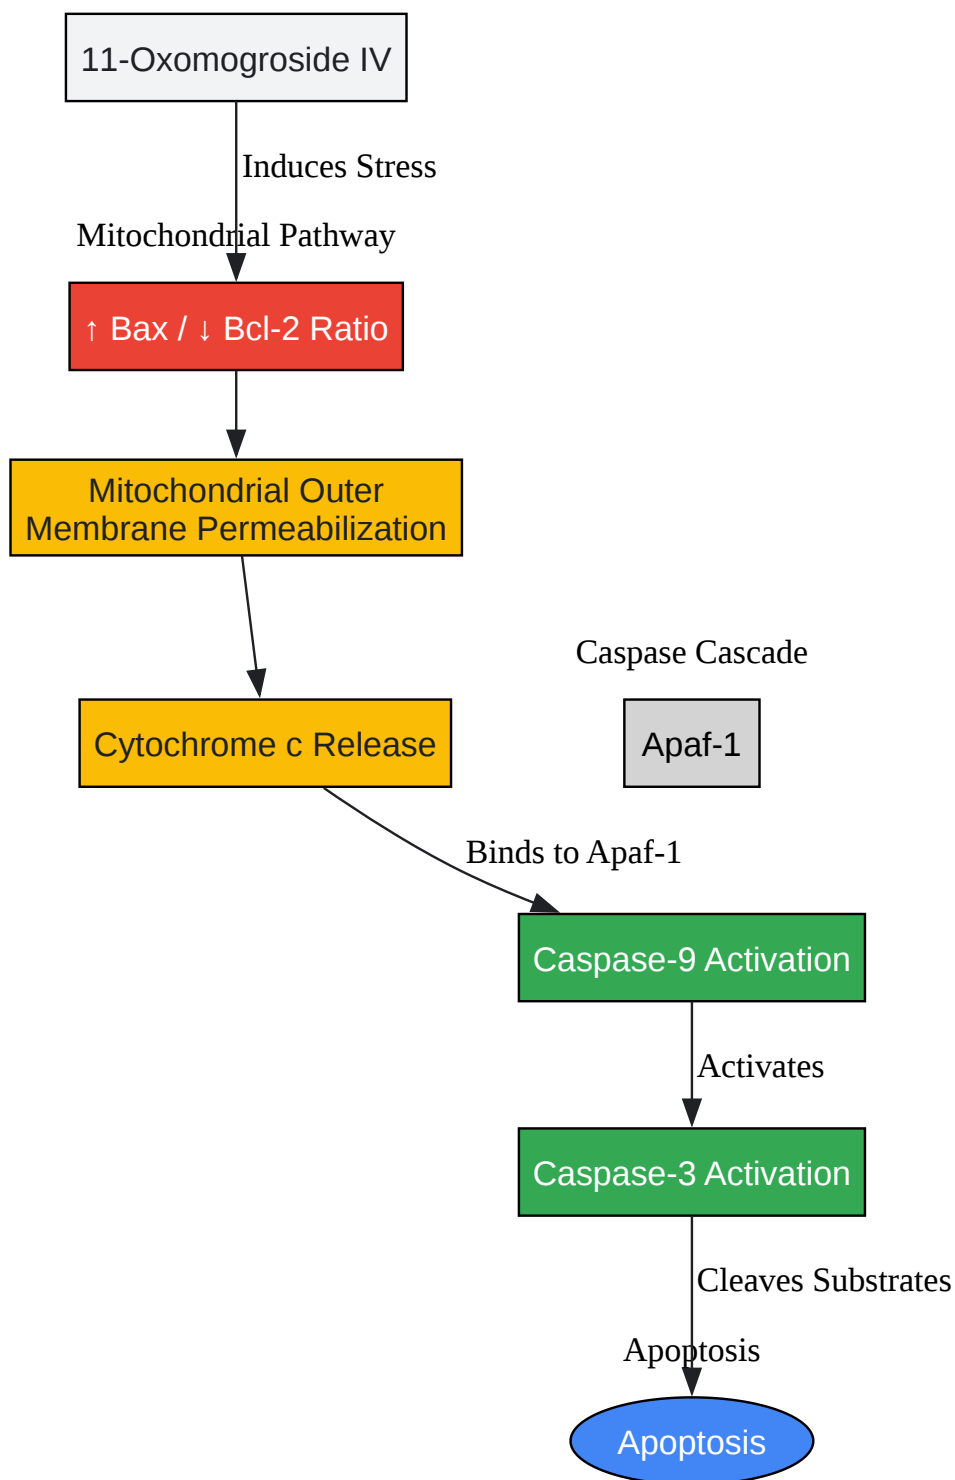 11-Oxomogroside IV
Induces Stress
Mitochondrial Pathway
↑ Bax / ↓ Bcl-2 Ratio
Mitochondrial Outer
Membrane Permeabilization
Caspase Cascade
Cytochrome c Release
Apaf-1
Binds to Apaf-1
Caspase-9 Activation
Activates
Caspase-3 Activation
Cleaves Substrates
Apoptosis
Apoptosis